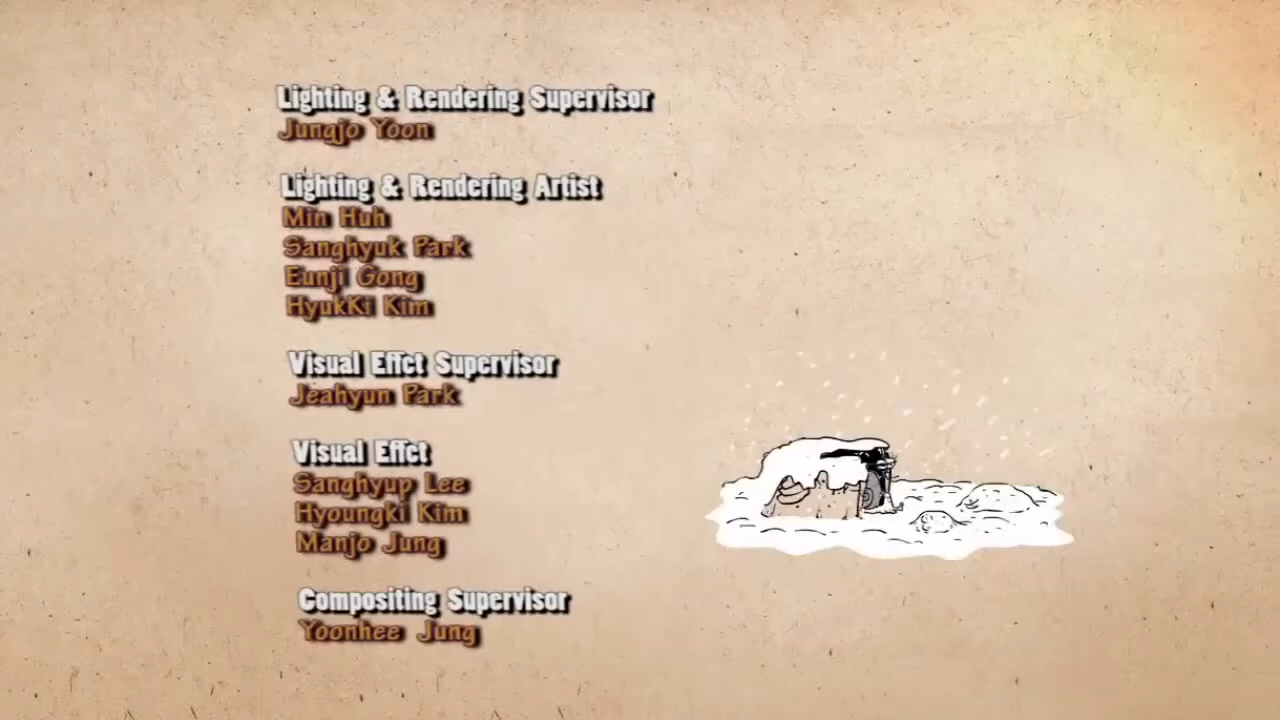 Lighting & Rendering Supervisor
Jungjo Yoon
Lighting & Rendering Artist
Min Huh
Sanghyuk Park
Eunji Gong
HyukKi Kim
Visual Effct Supervisor
Jeahyun Park
Visual Effct
Sanghyup Lee
Hyoungki Kim
Manjo Jung
Compositing Supervisor
Yoonhee Jung